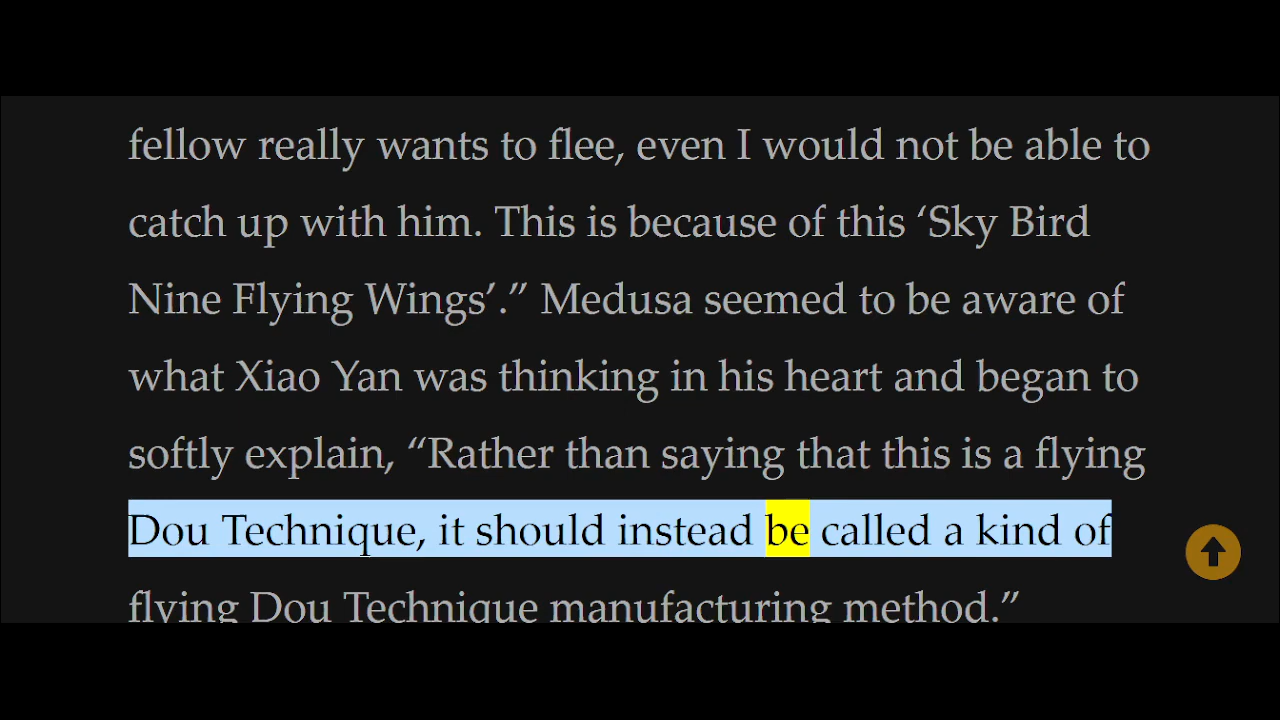 fellow really wants to flee, even I would not be able to
catch up with him. This is because of this ‘Sky Bird
Nine Flying Wings’.” Medusa seemed to be aware of
what Xiao Yan was thinking in his heart and began to
softly explain, “Rather than saying that this is a flying
Dou Technique, it should instead be called a kind of
flying Dou Technique manufacturing method.”